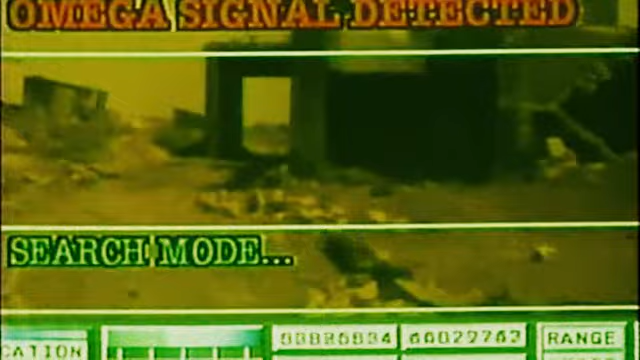 OMEGA SIGNAL DETECTED
SEARCH MODE...
CATION
RANGE